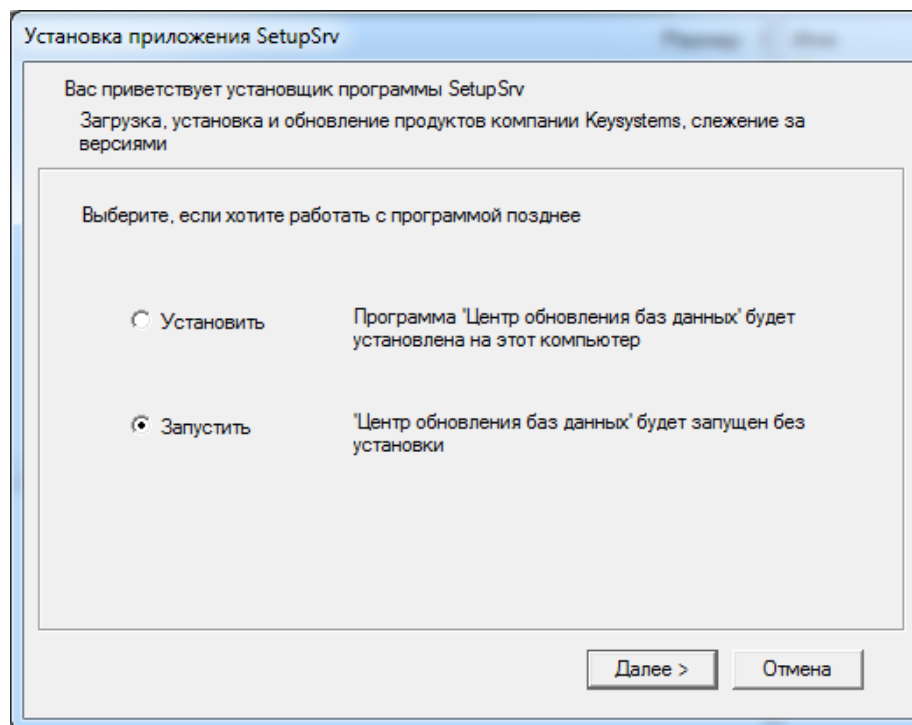 Установка приложения SetupSrv
Вас приветствует установщик программы SetupSrv
Загрузка, установка и обновление продуктов компании Keysystems, слежение за
версиями
Выберите, если хотите работать с программой позднее
Установить
Программа 'Центр обновления баз данных' будет
установлена на этот компьютер
Запустить
'Центр обновления баз данных' будет запущен без
установки
Далее >
Отмена